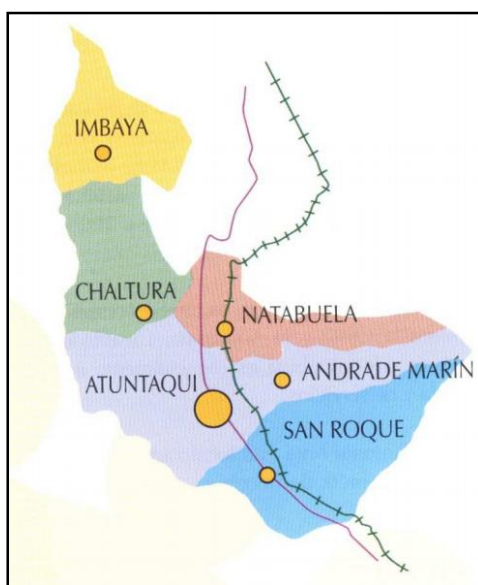 IMBAYA
CHALTURA
NATABUELA
ANDRADE MARÍN
ATUNTAQUI
SAN ROQUE